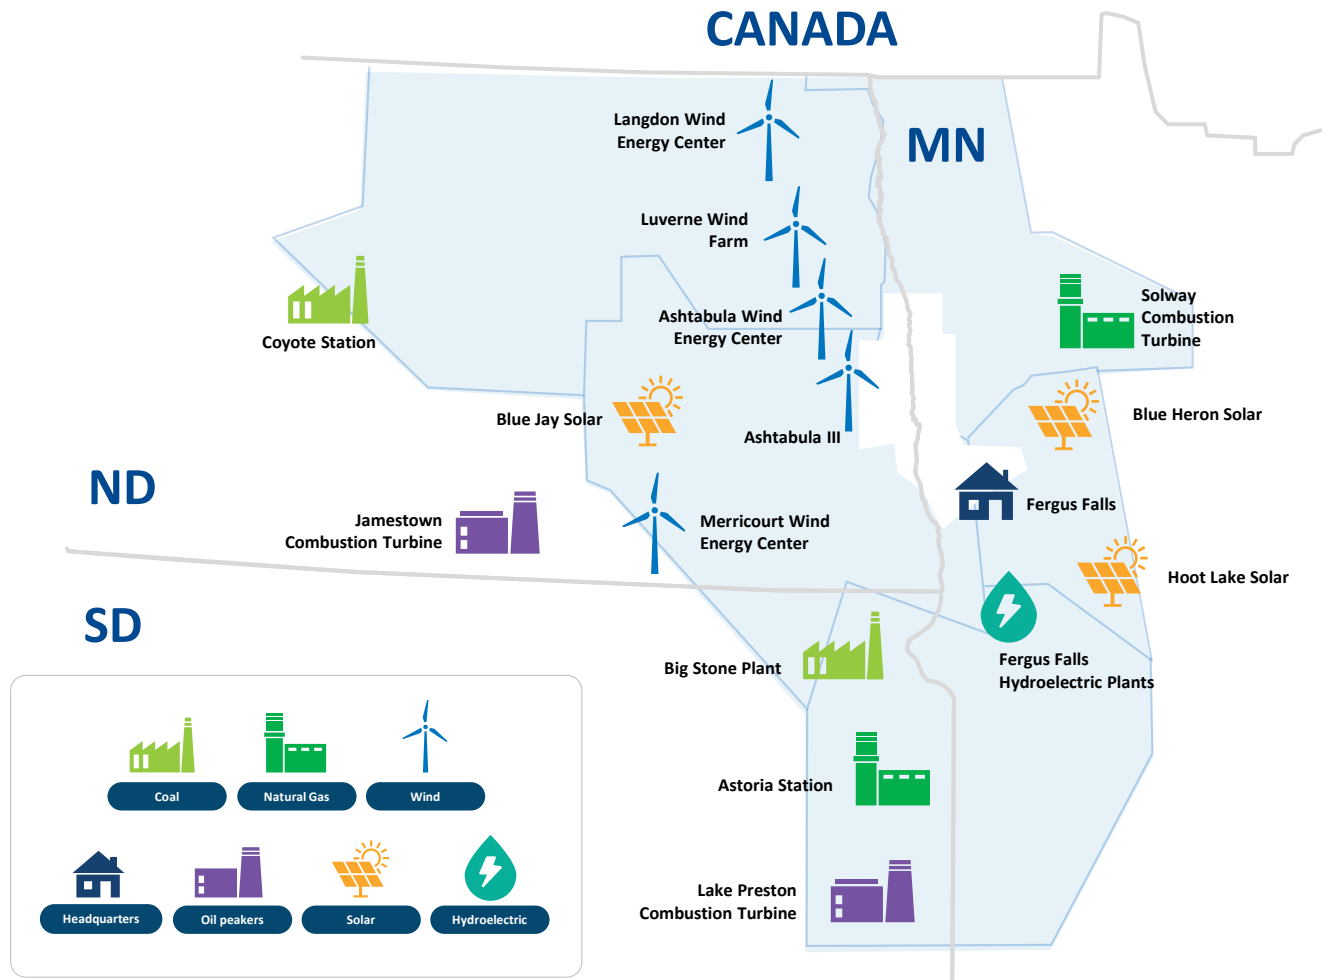 CANADA
Langdon Wind
Energy Center
MN
Luverne Wind
Farm
Ashtabula Wind
Energy Center
Solway
Combustion
Turbine
Coyote Station
Blue Jay Solar
Ashtabula III
Blue Heron Solar
ND
Fergus Falls
Jamestown
Combustion Turbine
Merricourt Wind
Energy Center
Hoot Lake Solar
SD
Big Stone Plant
Fergus Falls
Hydroelectric Plants
Astoria Station
Lake Preston
Combustion Turbine
Coal
Natural Gas
Wind
Headquarters
Oil peakers
Solar
Hydroelectric